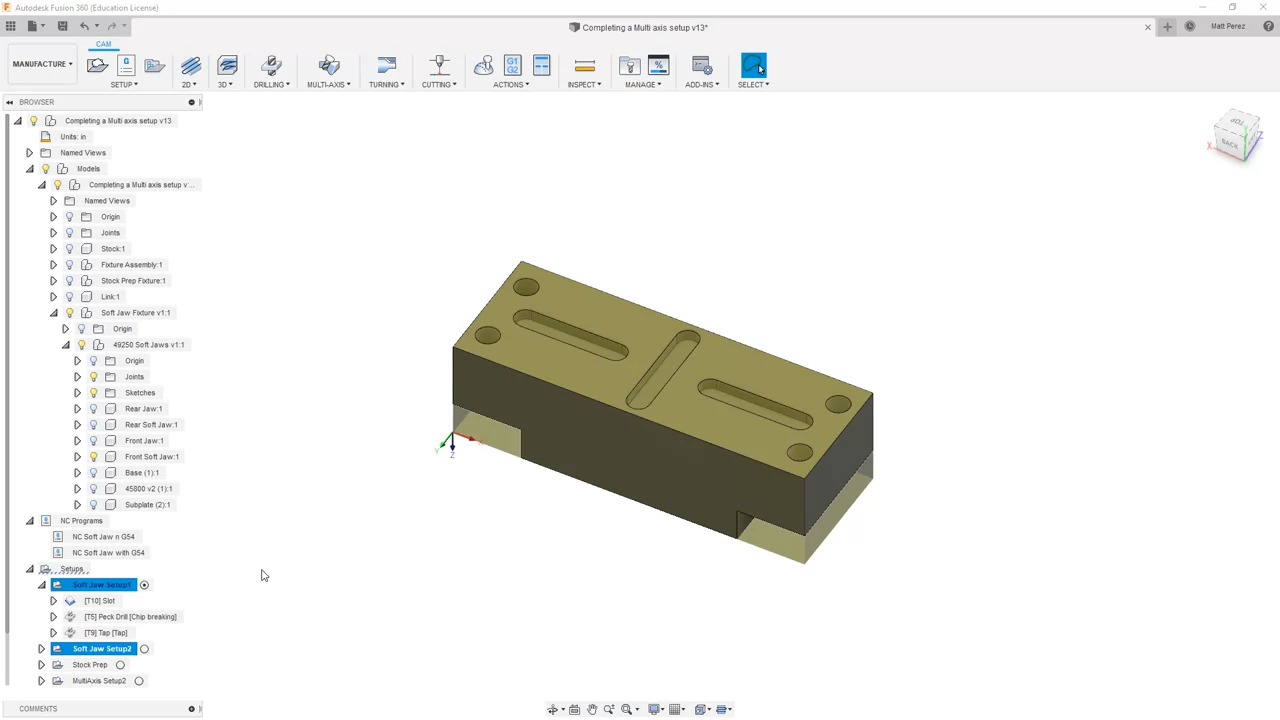 Autodesk Fusion 360 (Education License)
Completing a Multi axis setup v13*
Matt Perez
CAM
MANUFACTURE
G1
G2
%
SETUP
2D
3D
DRILLING
MULTI-AXIS
TURNING
CUTTING
ACTIONS
INSPECT
MANAGE
ADD-INS
SELECT
BROWSER
Completing a Multi axis setup v13
Units: in
Named Views
Models
Completing a Multi axis setup v...
Named Views
Origin
Joints
Stock:1
Fixture Assembly:1
Stock Prep Fixture:1
Link:1
Soft Jaw Fixture v1:1
Origin
49250 Soft Jaws v1:1
Origin
Joints
Sketches
Rear Jaw:1
Rear Soft Jaw:1
Front Jaw:1
Front Soft Jaw:1
Base (1):1
45800 v2 (1):1
Subplate (2):1
NC Programs
NC Soft Jaw n G54
NC Soft Jaw with G54
Setups
Soft Jaw Setup1
[T10] Slot
[T5] Peck Drill [Chip breaking]
[T9] Tap [Tap]
Soft Jaw Setup2
Stock Prep
MultiAxis Setup2
COMMENTS
TOP
BACK
X
Z
X
Y
Z